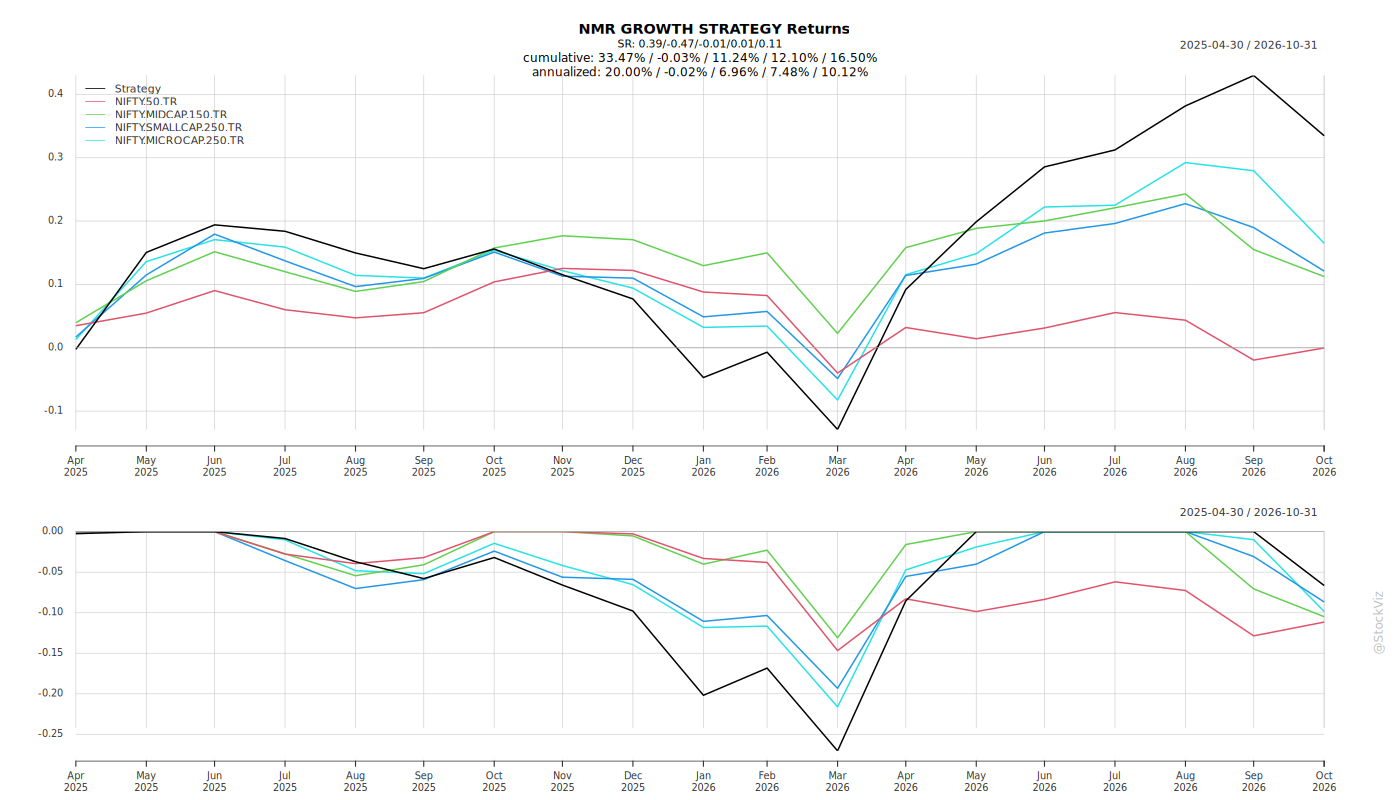 NMR GROWTH STRATEGY Returns
SR: 0.39/-0.47/-0.01/0.01/0.11
cumulative: 33.47% / -0.03% / 11.24% / 12.10% / 16.50%
annualized: 20.00% / -0.02% / 6.96% / 7.48% / 10.12%
2025-04-30 / 2026-10-31
Strategy
NIFTY.50.TR
NIFTY.MIDCAP.150.TR
NIFTY.SMALLCAP.250.TR
NIFTY.MICROCAP.250.TR
0.4
0.3
0.2
0.1
0.0
-0.1
Apr May Jun Jul Aug Sep Oct Nov Dec Jan Feb Mar Apr May Jun Jul Aug Sep Oct
2025 2025 2025 2025 2025 2025 2025 2025 2025 2026 2026 2026 2026 2026 2026 2026 2026 2026 2026
2025-04-30 / 2026-10-31
0.00
-0.05
-0.10
-0.15
-0.20
-0.25
Apr May Jun Jul Aug Sep Oct Nov Dec Jan Feb Mar Apr May Jun Jul Aug Sep Oct
2025 2025 2025 2025 2025 2025 2025 2025 2025 2026 2026 2026 2026 2026 2026 2026 2026 2026 2026
@StockViz